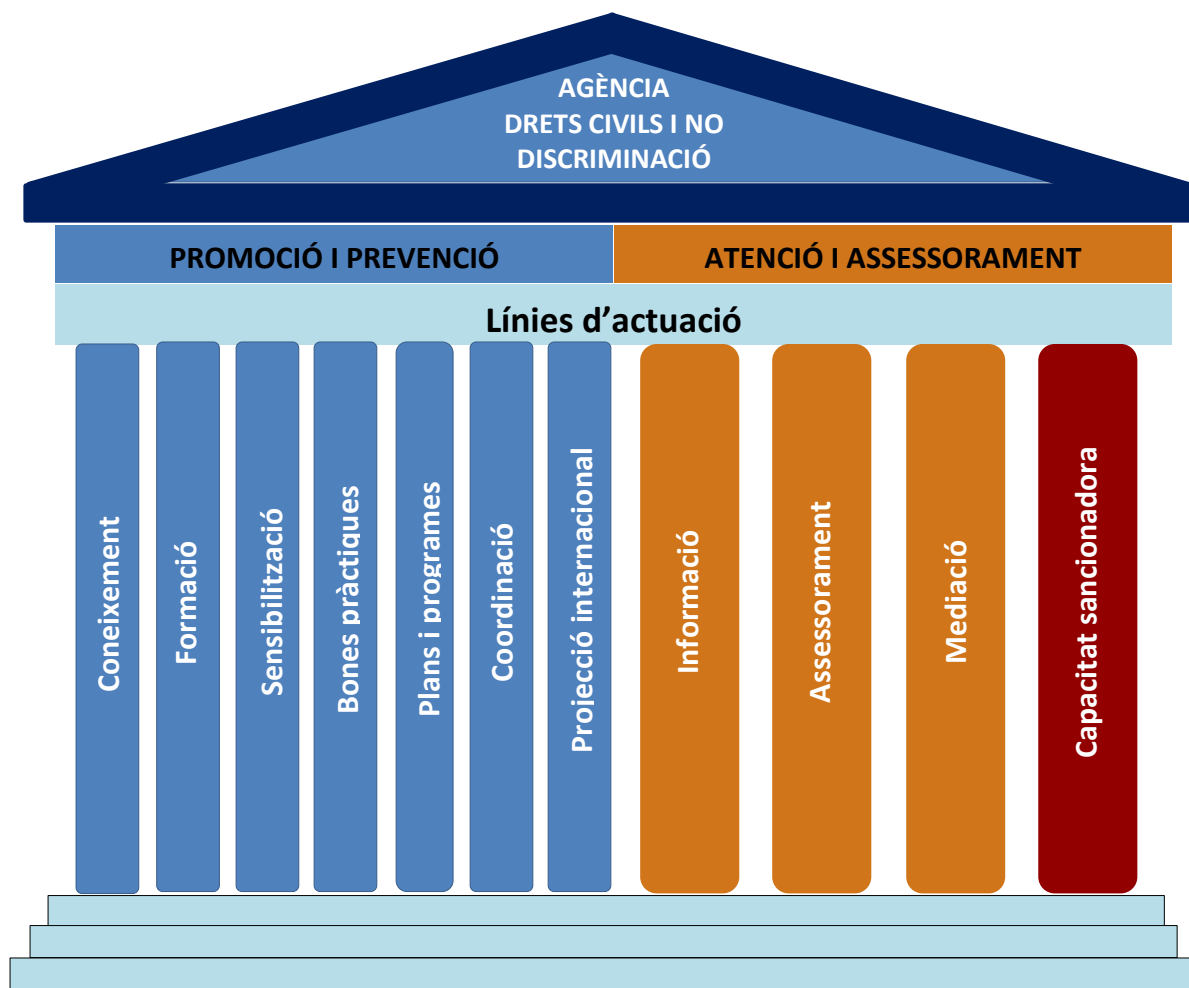 AGÈNCIA
DRETS CIVILS I NO
DISCRIMINACIÓ
PROMOCIÓ I PREVENCIÓ
ATENCIÓ I ASSESSORAMENT
Línies d’actuació
Coneixement
Formació
Sensibilització
Bones pràctiques
Plans i programes
Coordinació
Projecció internacional
Informació
Assessorament
Mediació
Capacitat sancionadora